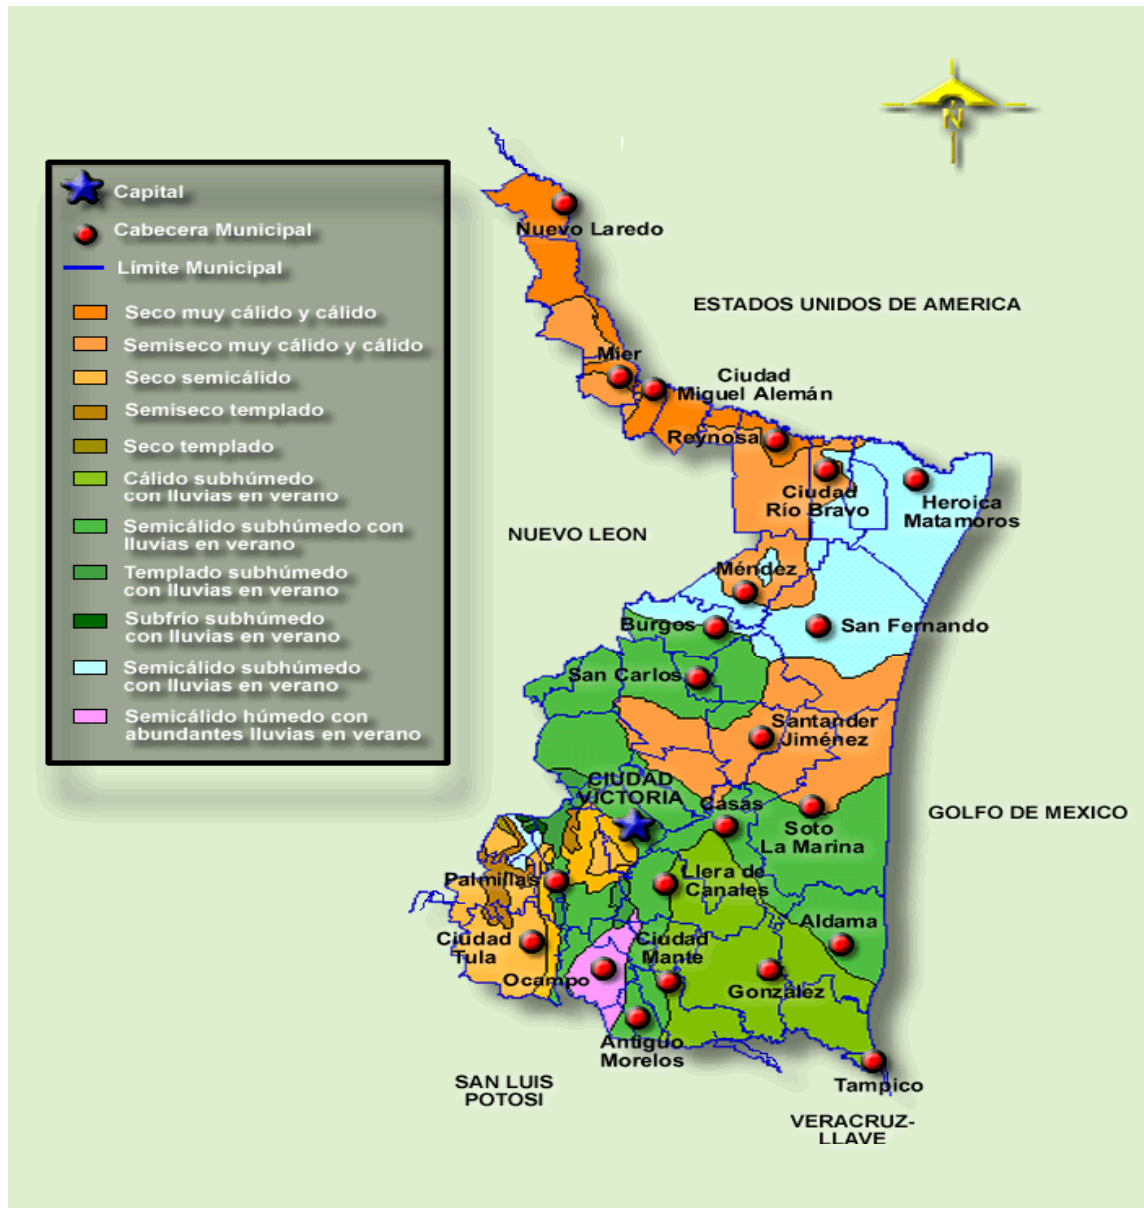 N
Capital
Cabecera Municipal
Límite Municipal
Seco muy cálido y cálido
Semiseco muy cálido y cálido
Seco semicálido
Semiseco templado
Seco templado
Cálido subhúmedo
con lluvias en verano
Semicálido subhúmedo con
lluvias en verano
Templado subhúmedo
con lluvias en verano
Subfrío subhúmedo
con lluvias en verano
Semicálido subhúmedo
con lluvias en verano
Semicálido húmedo con
abundantes lluvias en verano
Nuevo Laredo
ESTADOS UNIDOS DE AMERICA
Mier
Ciudad
Miguel Alemán
Reynosa
Ciudad
Río Bravo
Heroica
Matamoros
NUEVO LEON
Méndez
Burgos
San Fernando
San Carlos
Santander
Jiménez
CIUDAD
VICTORIA
Casas
Soto
La Marina
GOLFO DE MEXICO
Palmillas
Llera de
Canales
Aldama
Ciudad
Tula
Ciudad
Mante
Ocampo
González
Antiguo
Morelos
SAN LUIS
POTOSI
Tampico
VERACRUZ-
LLAVE